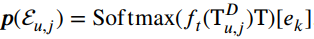 𝒑(ℰ_{u,j}) = Softmax(f_t(T^D_{u,j})T)[e_k]